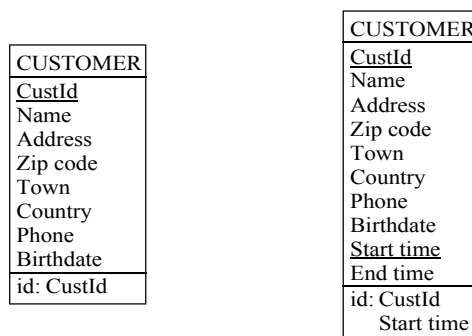 CUSTOMER
CustId
Name
Address
Zip code
Town
Country
Phone
Birthdate
id: CustId
CUSTOMER
CustId
Name
Address
Zip code
Town
Country
Phone
Birthdate
Start time
End time
id: CustId
Start time